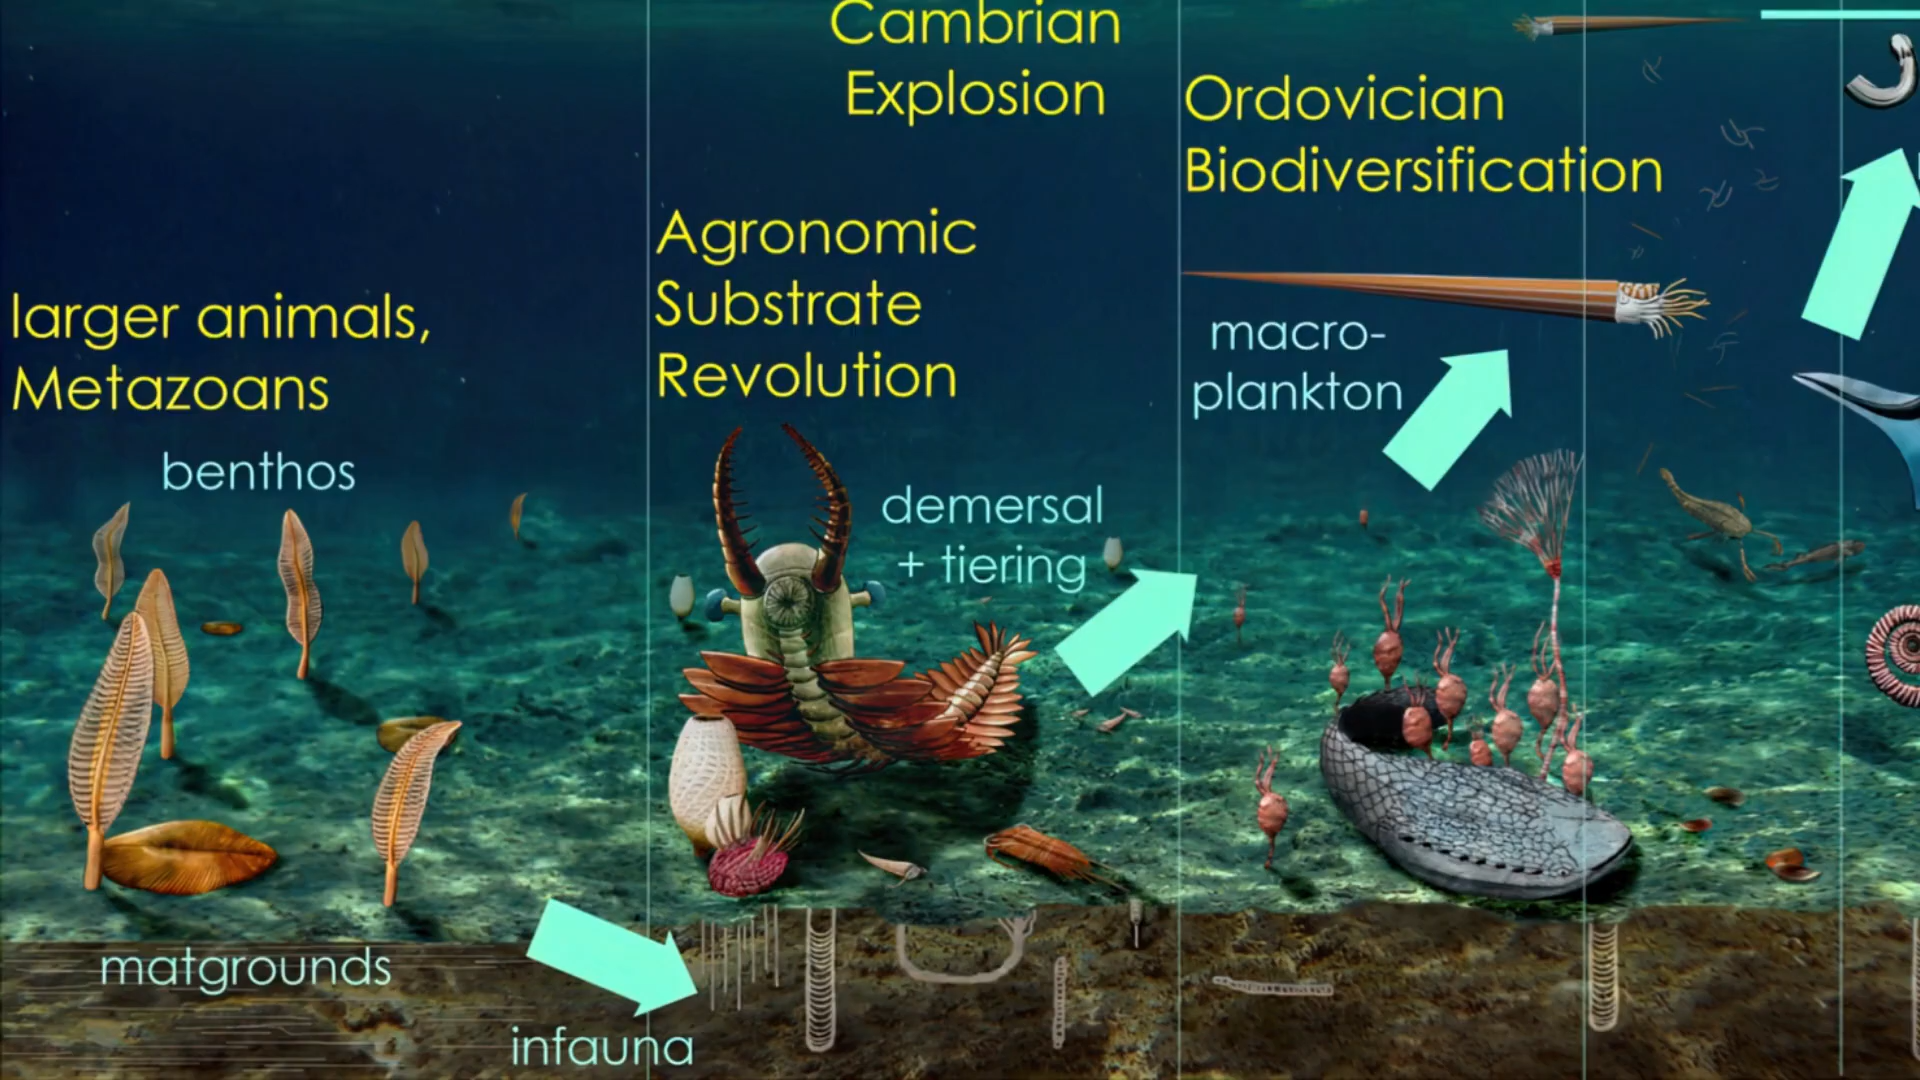 Cambrian
Explosion
Ordovician
Biodiversification
Agronomic
Substrate
Revolution
larger animals,
Metazoans
benthos
macro-
plankton
demersal
+ tiering
matgrounds
infauna